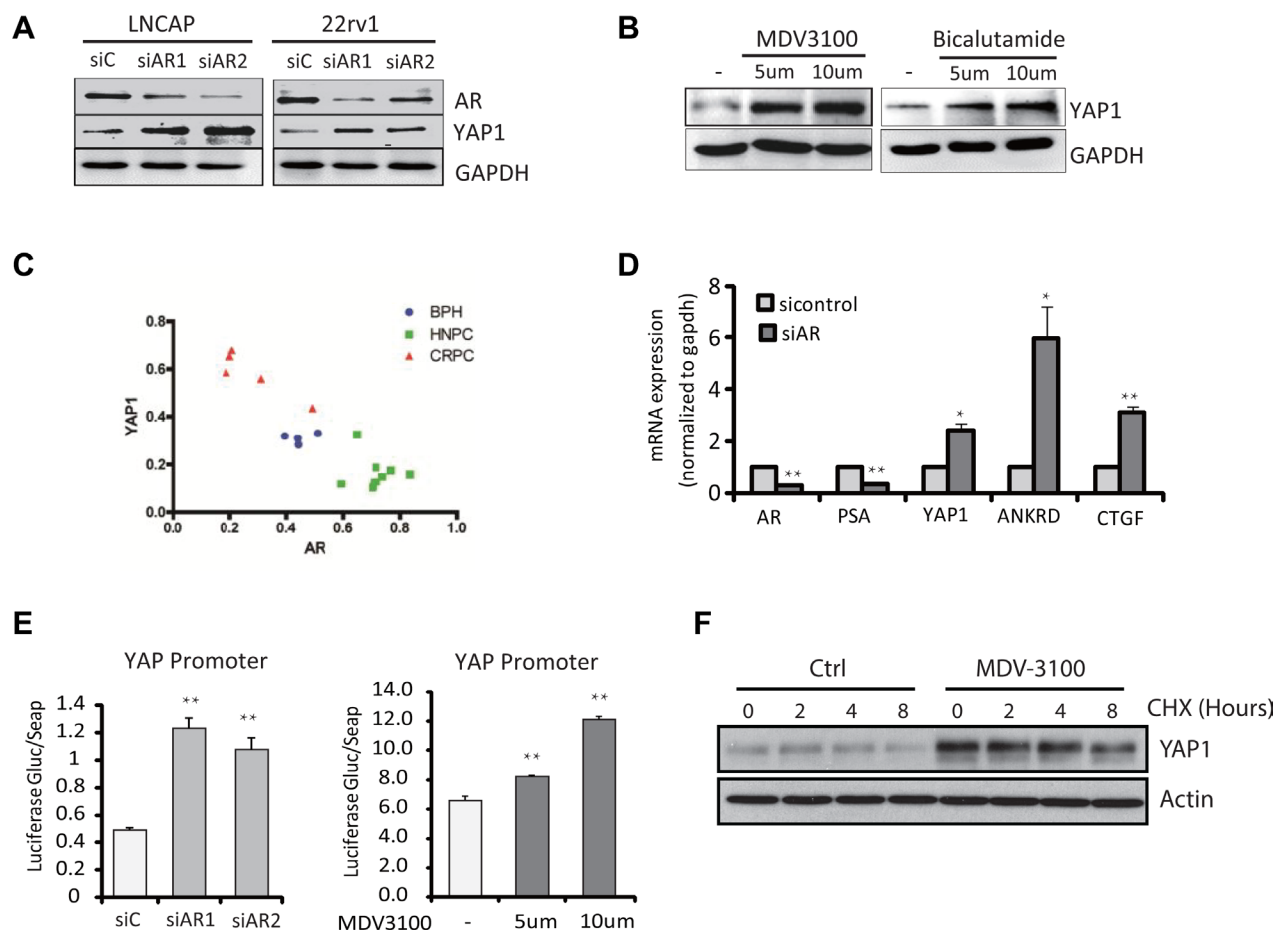 A
LNCAP 22rv1
siC siAR1 siAR2 siC siAR1 siAR2
AR
YAP1
GAPDH
B
MDV3100 Bicalutamide
- 5um 10um - 5um 10um
YAP1
GAPDH
C
BPH
HNPC
CRPC
YAP1
0.8
0.6
0.4
0.2
0.0
0.0 0.2 0.4 0.6 0.8 1.0
AR
D
mRNA expression
(normalized to gapdh)
8
6
4
2
0
sicontrol
siAR
** ** * * **
AR PSA YAP1 ANKRD CTGF
E
YAP Promoter
Luciferase Gluc/Seap
1.4
1.2
1
0.8
0.6
0.4
0.2
0
** **
siC siAR1 siAR2
YAP Promoter
Luciferase Gluc/Seap
14.0
12.0
10.0
8.0
6.0
4.0
2.0
0.0
** **
MDV3100 - 5um 10um
F
Ctrl MDV-3100
0 2 4 8 0 2 4 8 CHX (Hours)
YAP1
Actin